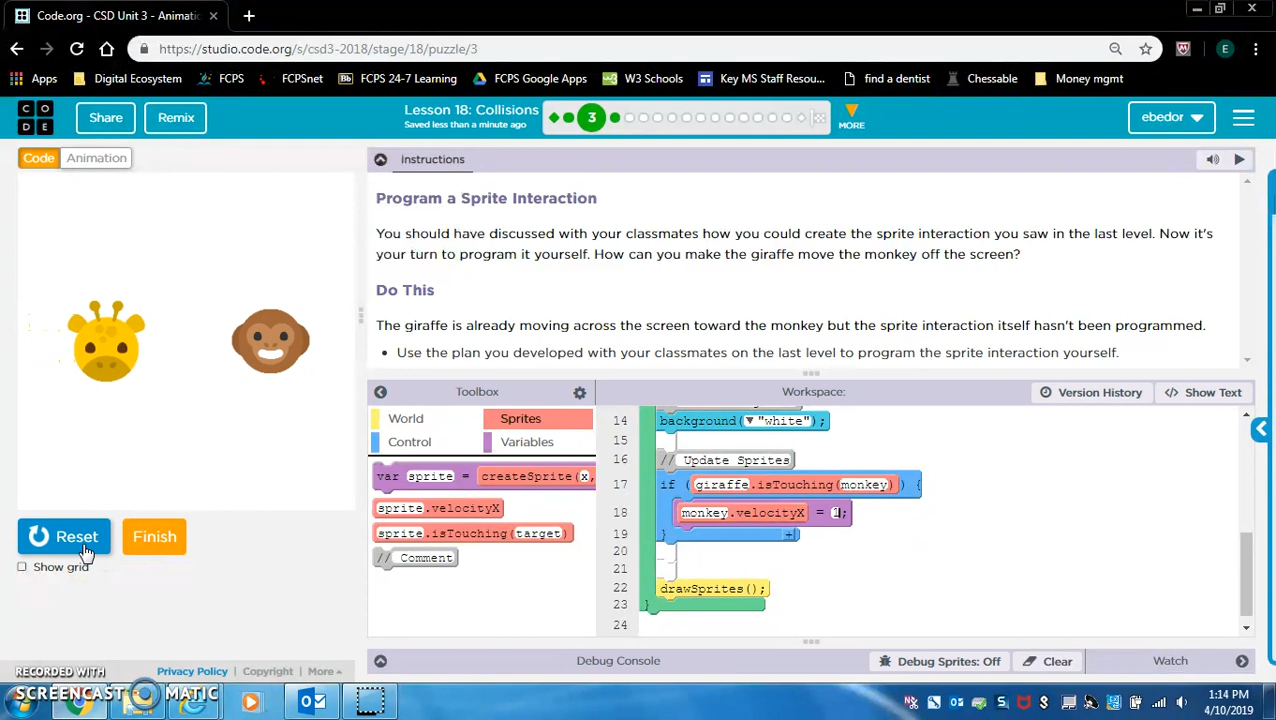 Code.org - CSD Unit 3 - Animatio
https://studio.code.org/s/csd3-2018/stage/18/puzzle/3
E
Apps Digital Ecosystem FCPS FCPSnet Bb FCPS 24-7 Learning FCPS Google Apps W3 Schools Key MS Staff Resou... find a dentist Chessable Money mgmt
CO
DE
Share Remix Lesson 18: Collisions
Saved less than a minute ago
3
MORE
ebedor
Code Animation
Instructions
Program a Sprite Interaction
You should have discussed with your classmates how you could create the sprite interaction you saw in the last level. Now it's
your turn to program it yourself. How can you make the giraffe move the monkey off the screen?
Do This
The giraffe is already moving across the screen toward the monkey but the sprite interaction itself hasn't been programmed.
• Use the plan you developed with your classmates on the last level to program the sprite interaction yourself.
Toolbox Workspace: Version History </> Show Text
World Sprites
Control Variables
var sprite = createSprite(x,
sprite.velocityX
sprite.isTouching(target)
// Comment
14 background("white");
15
16 // Update Sprites
17 if (giraffe.isTouching(monkey)) {
18 monkey.velocityX = 1;
19 } +
20
21
22 drawSprites();
23 }
24
Reset Finish
Show grid
Debug Console Debug Sprites: Off Clear Watch
Privacy Policy Copyright More
RECORDED WITH
SCREENCAST MATIC
1:14 PM
4/10/2019